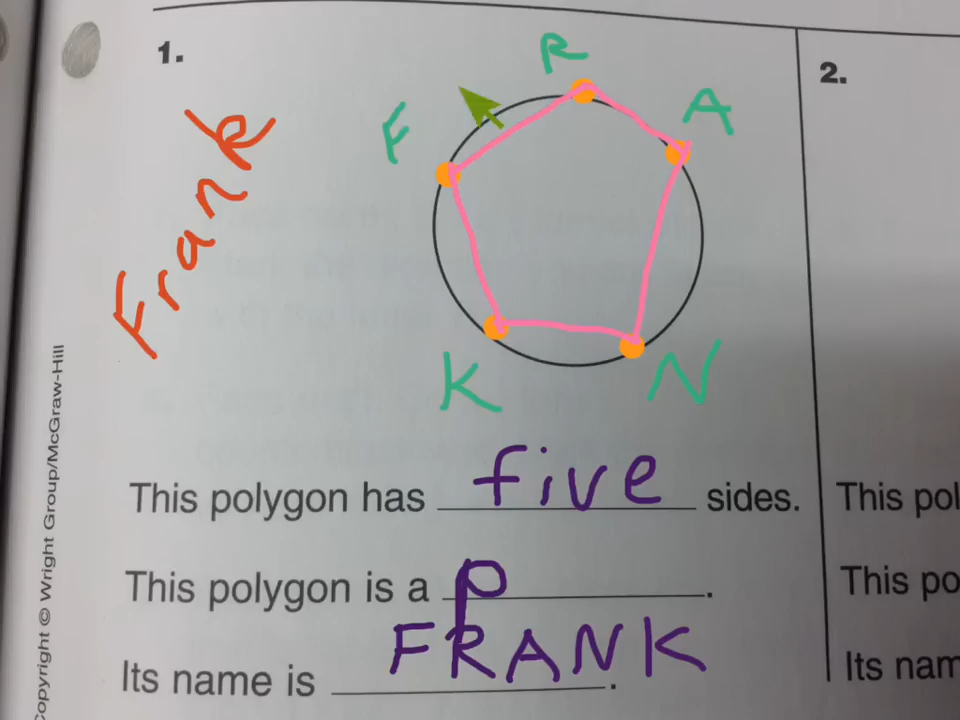 1.
R
A
F
Frank
K
N
2.
This polygon has five sides.
This polygon is a p.
Its name is FRANK.
This pol
This po
Its nam
Copyright © Wright Group/McGraw-Hill